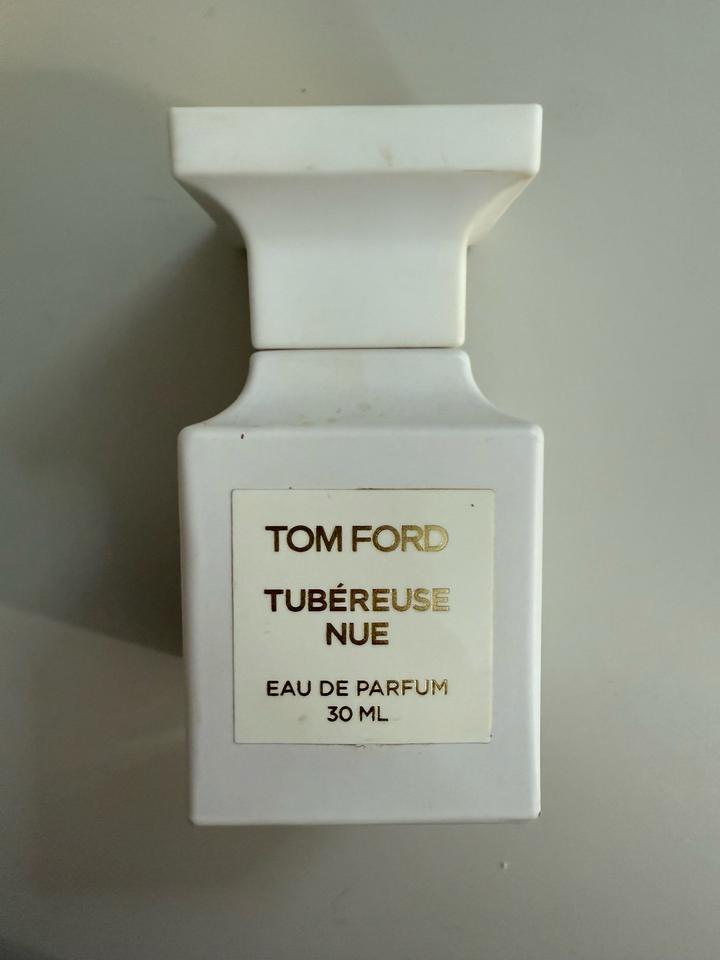 TOM FORD
TUBÉREUSE
NUE
EAU DE PARFUM
30 ML